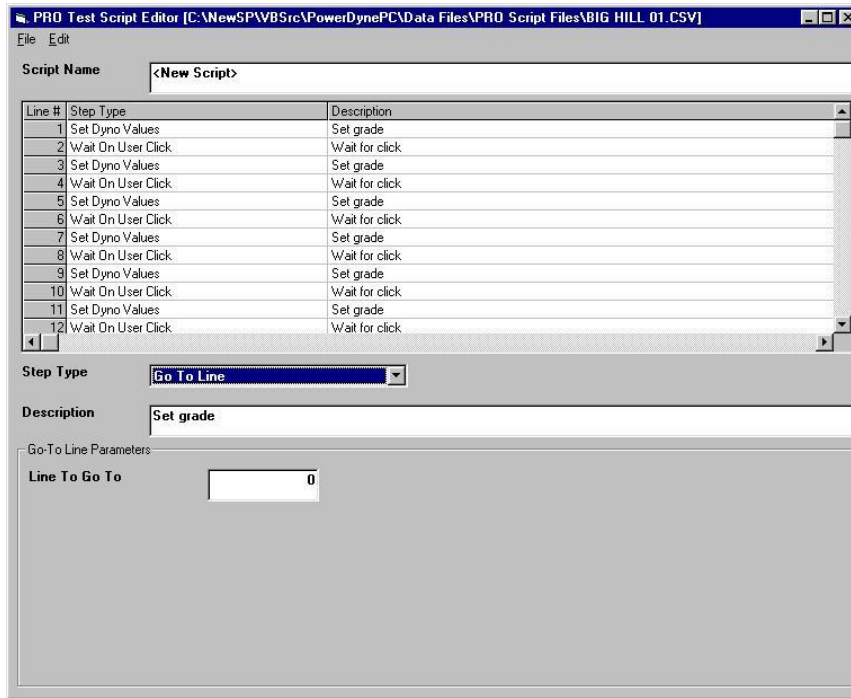 PRO Test Script Editor [C:\NewSP\VBSrc\PowerDynePC\Data Files\PRO Script Files\BIG HILL 01.CSV]
File Edit
Script Name <New Script>
Line # Step Type Description
1 Set Dyno Values Set grade
2 Wait On User Click Wait for click
3 Set Dyno Values Set grade
4 Wait On User Click Wait for click
5 Set Dyno Values Set grade
6 Wait On User Click Wait for click
7 Set Dyno Values Set grade
8 Wait On User Click Wait for click
9 Set Dyno Values Set grade
10 Wait On User Click Wait for click
11 Set Dyno Values Set grade
12 Wait On User Click Wait for click
Step Type Go To Line
Description Set grade
Go-To Line Parameters
Line To Go To 0